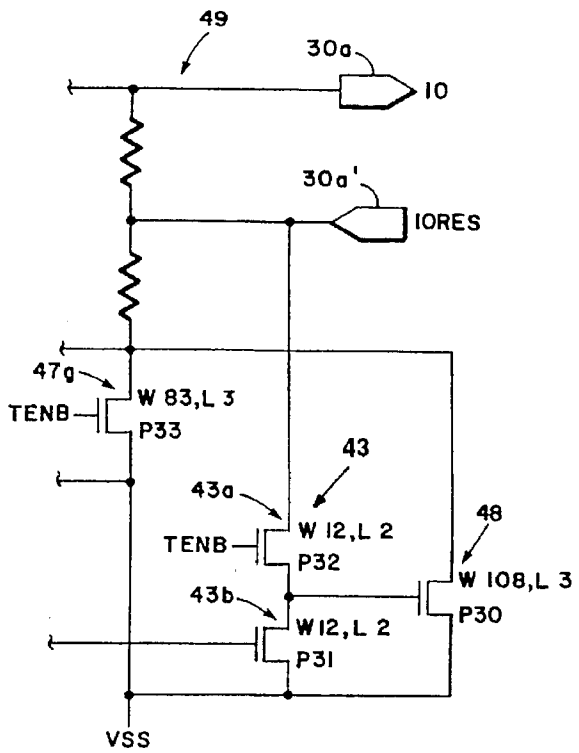 49
30a
IO
30a'
IORES
47g
W 83, L 3
TENB
P33
43
43a
W 12, L 2
TENB
P32
48
W 108, L 3
P30
43b
W12, L 2
P31
VSS